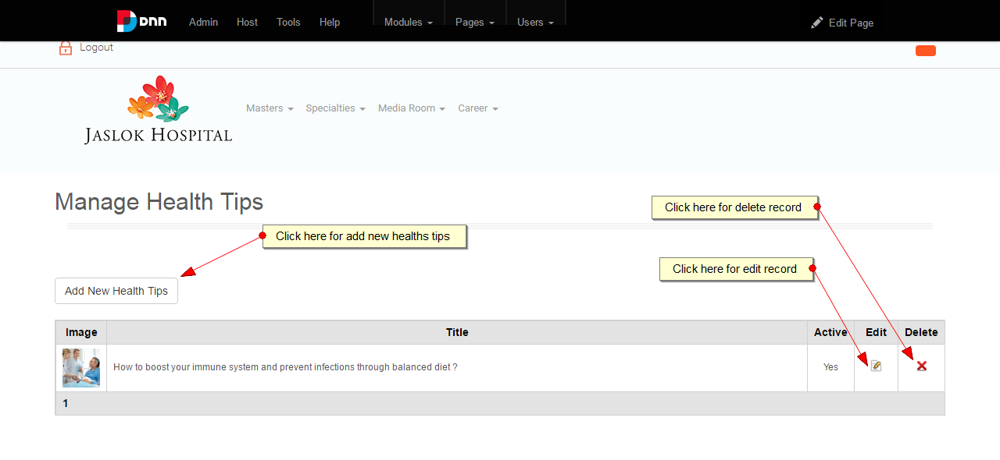 DNN Admin Host Tools Help Modules Pages Users Edit Page
Logout
Masters Specialties Media Room Career
JASLOK HOSPITAL
Manage Health Tips
Click here for delete record
Click here for add new healths tips
Click here for edit record
Add New Health Tips
Image Title Active Edit Delete
How to boost your immune system and prevent infections through balanced diet ? Yes
1